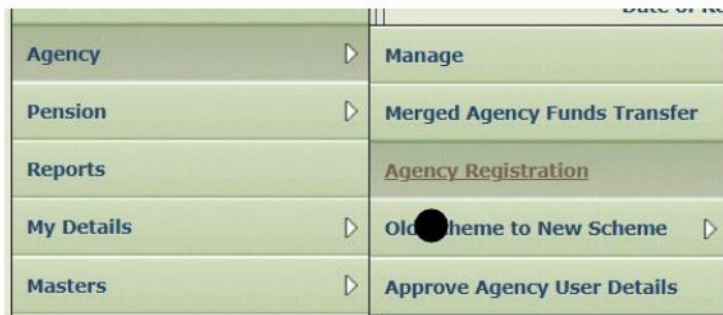 Agency
Pension
Reports
My Details
Masters
Manage
Merged Agency Funds Transfer
Agency Registration
to New Scheme
Approve Agency User Details